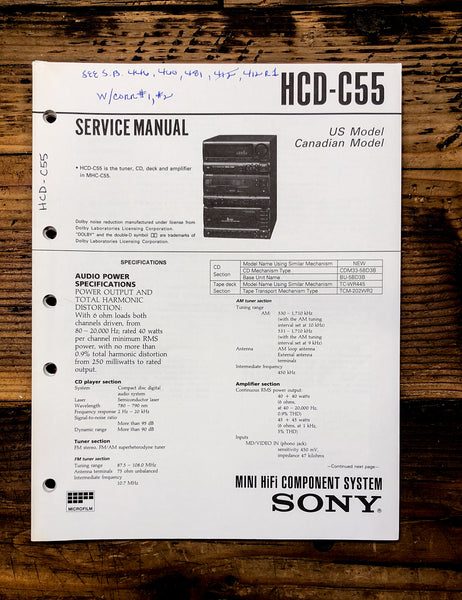 SEE S.B. 446, 460, 481, 412, 412R1
W/CORR #1, #2
HCD-C55
SERVICE MANUAL
US Model
Canadian Model
HCD-C55
• HCD-C55 is the tuner, CD, deck and amplifier
in MHC-C55.
Dolby noise reduction manufactured under license from
Dolby Laboratories Licensing Corporation.
"DOLBY" and the double-D symbol are trademarks of
Dolby Laboratories Licensing Corporation.
CD Section
Model Name Using Similar Mechanism NEW
CD Mechanism Type CDM33-5BD3B
Base Unit Name BU-5BD3B
Tape deck Section
Model Name Using Similar Mechanism TC-WR445
Tape Transport Mechanism Type TCM-202WR2
SPECIFICATIONS
AUDIO POWER
SPECIFICATIONS
POWER OUTPUT AND
TOTAL HARMONIC
DISTORTION:
With 6 ohm loads both
channels driven, from
80 – 20,000 Hz; rated 40 watts
per channel minimum RMS
power, with no more than
0.9% total harmonic distortion
from 250 milliwatts to rated
output.
CD player section
System Compact disc digital
audio system
Laser Semiconductor laser
Wavelength 780 – 790 nm
Frequency response 2 Hz – 20 kHz
Signal-to-noise ratio
More than 95 dB
Dynamic range More than 90 dB
Tuner section
FM stereo, FM/AM superheterodyne tuner
FM tuner section
Tuning range 87.5 – 108.0 MHz
Antenna terminals 75 ohm unbalanced
Intermediate frequency
10.7 MHz
AM tuner section
Tuning range
AM: 530 – 1,710 kHz
(with the AM tuning
interval set at 10 kHz)
531 – 1,710 kHz
(with the AM tuning
interval set at 9 kHz)
Antenna AM loop antenna
External antenna
terminals
Intermediate frequency
450 kHz
Amplifier section
Continuous RMS power output:
40 + 40 watts
(6 ohms,
at 40 – 20,000 Hz,
0.9% THD)
45 + 45 watts
(6 ohms, at 1 kHz,
5% THD)
Inputs
MD/VIDEO IN (phono jack):
sensitivity 450 mV,
impedance 47 kilohms
—Continued next page—
MICROFILM
MINI HiFi COMPONENT SYSTEM
SONY®